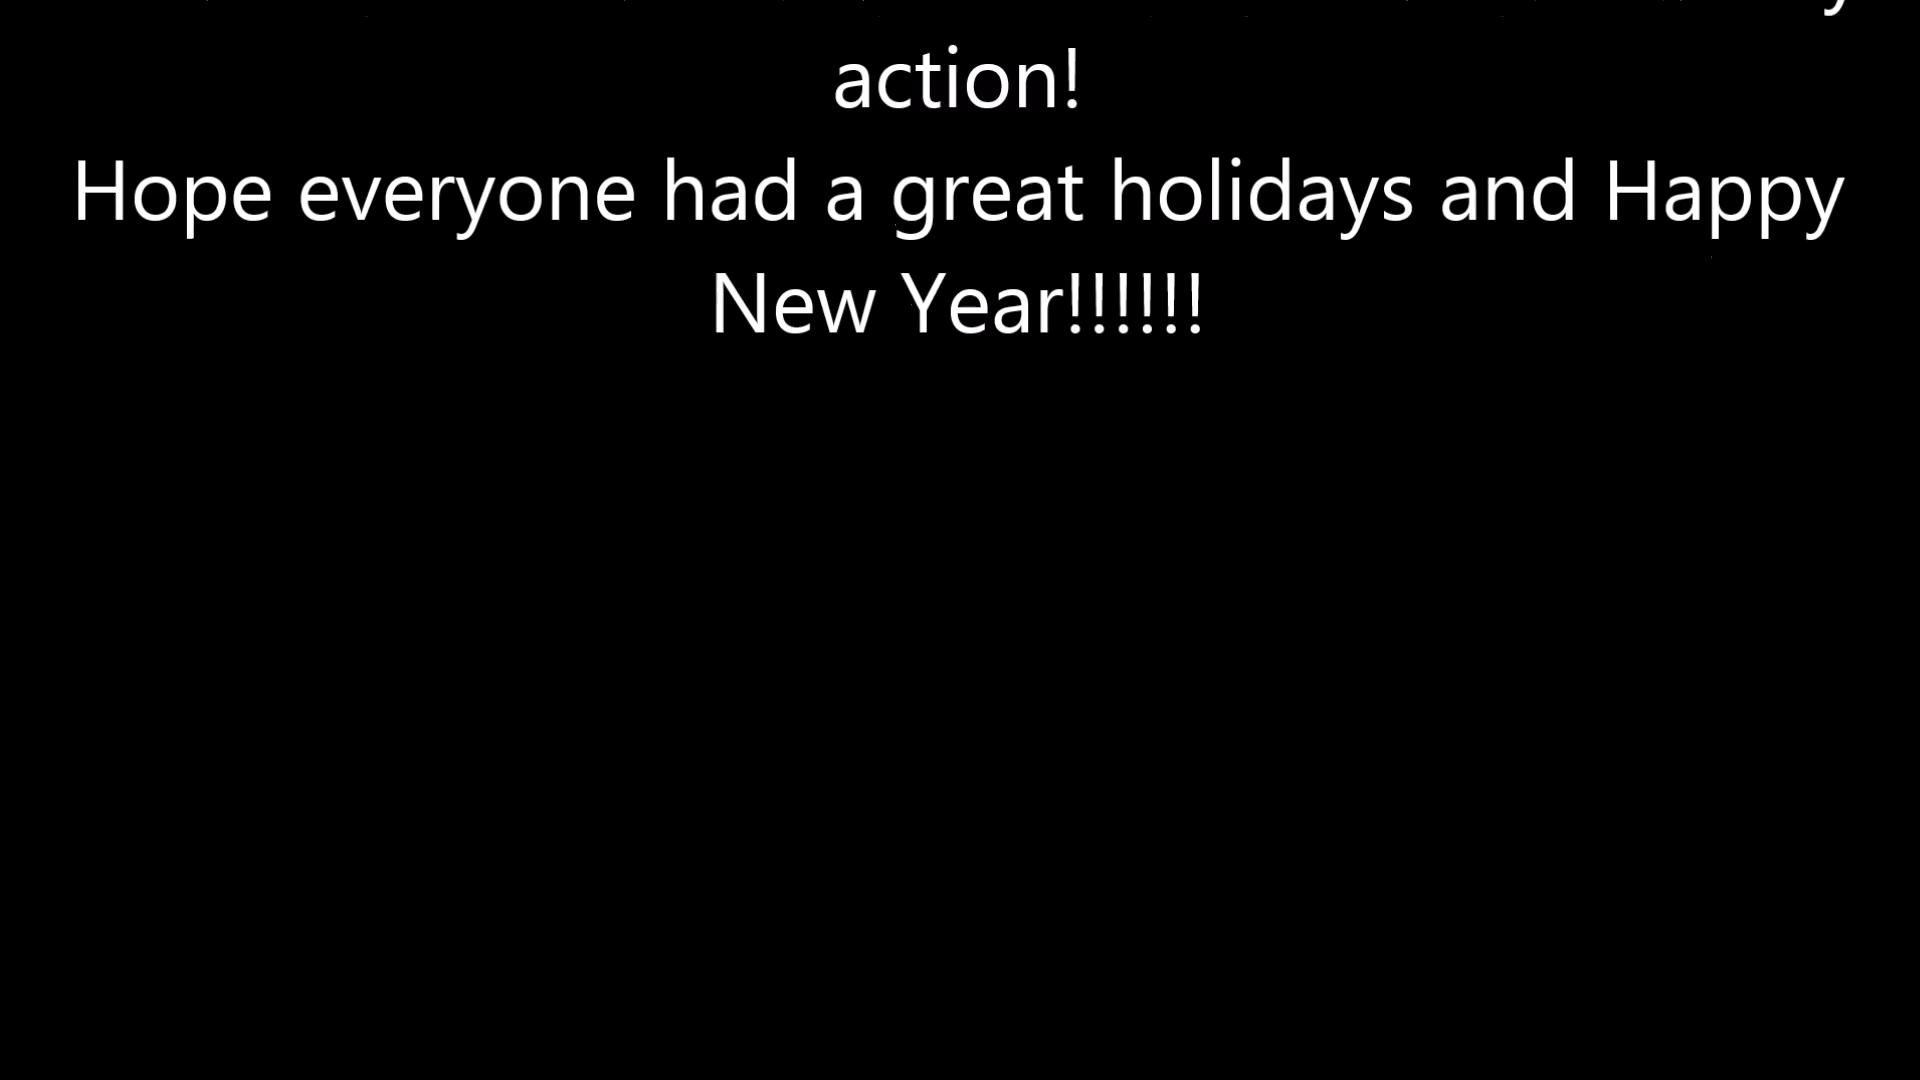 action!
Hope everyone had a great holidays and Happy
New Year!!!!!!